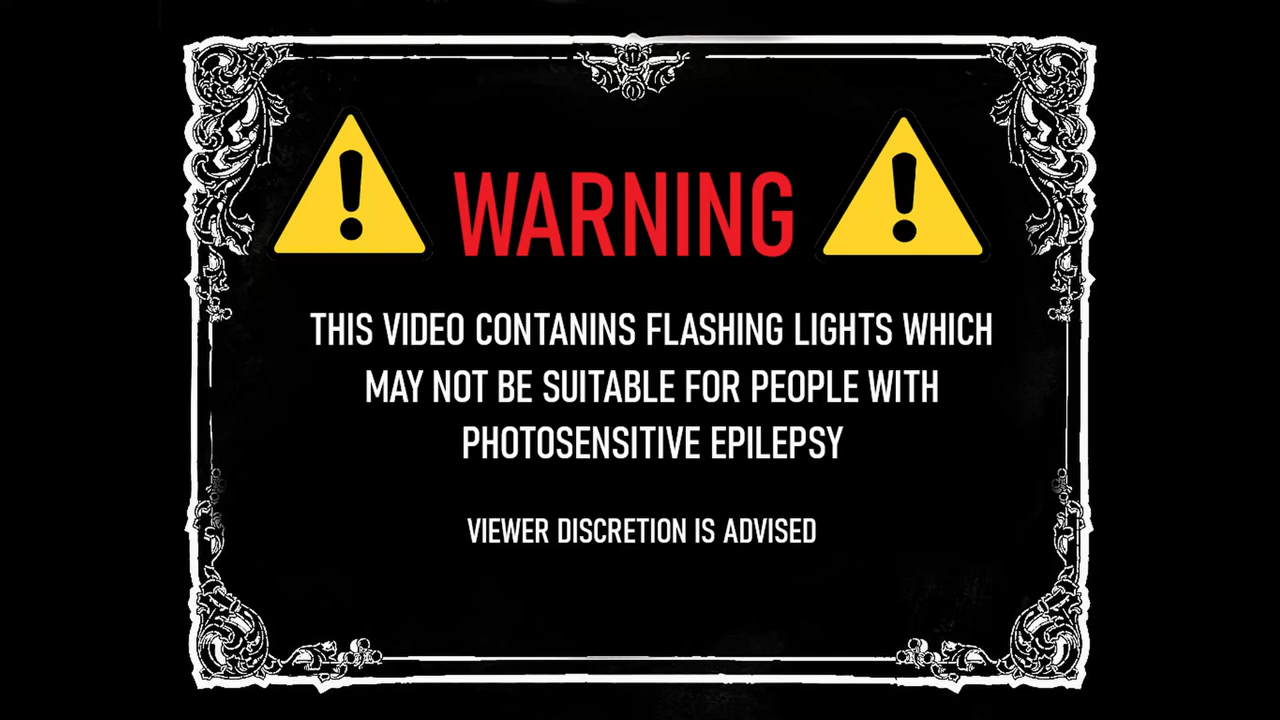 WARNING
THIS VIDEO CONTANINS FLASHING LIGHTS WHICH
MAY NOT BE SUITABLE FOR PEOPLE WITH
PHOTOSENSITIVE EPILEPSY
VIEWER DISCRETION IS ADVISED